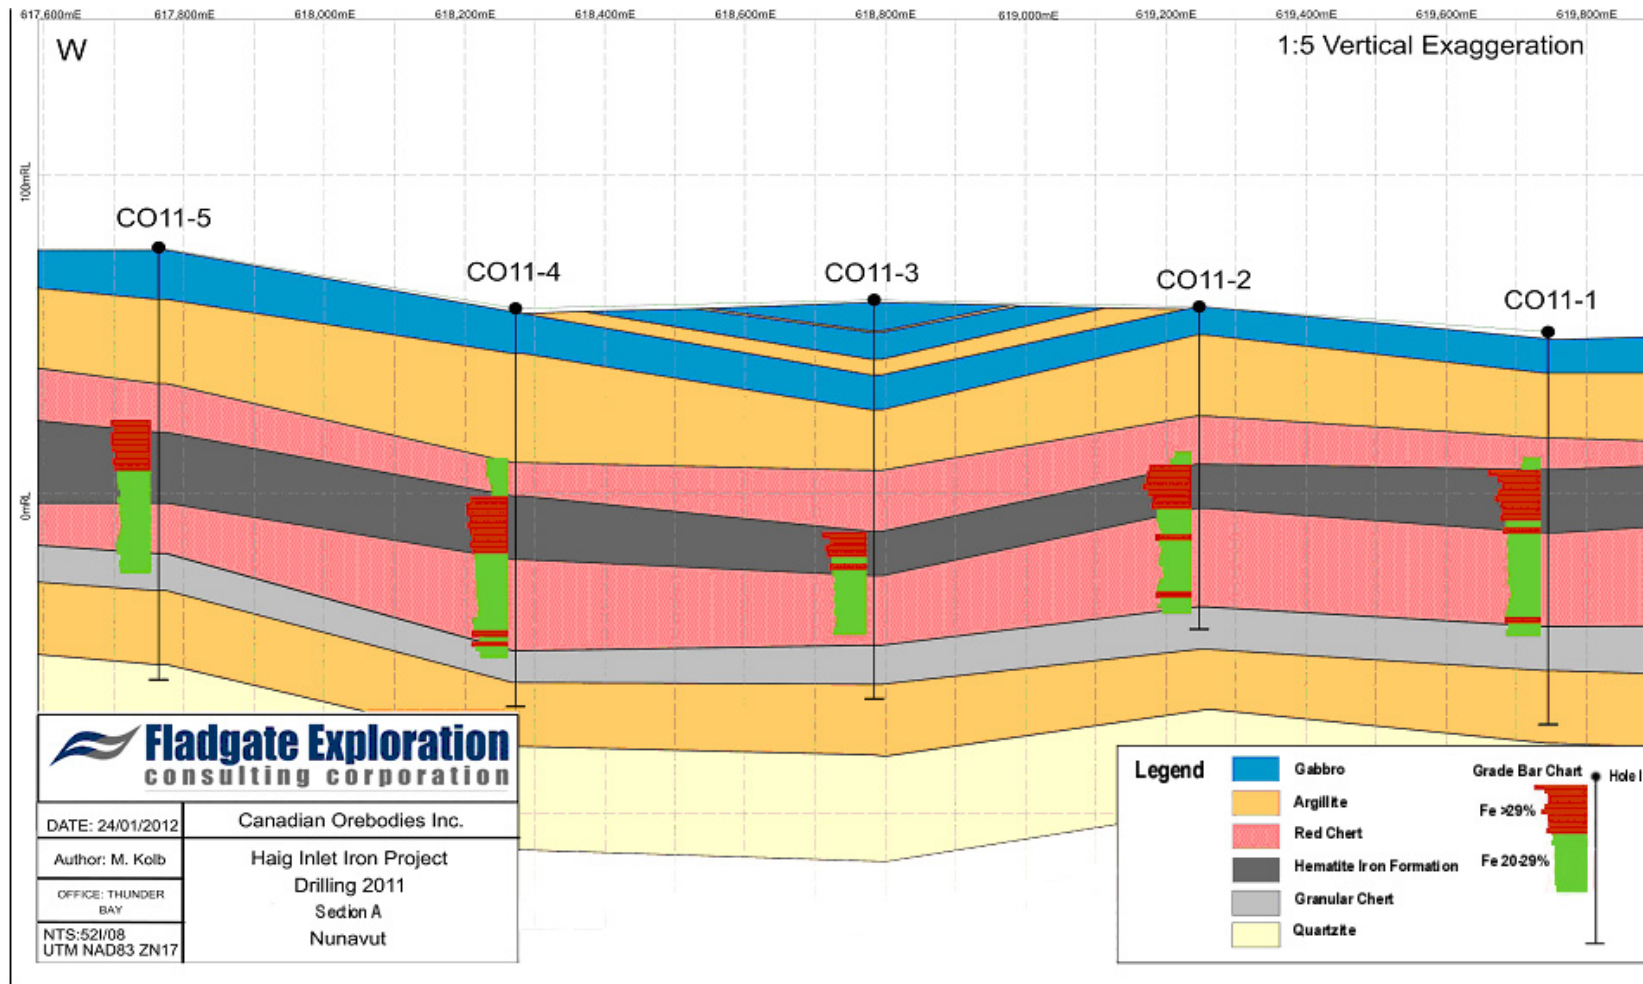 617,600mE 617,800mE 618,000mE 618,200mE 618,400mE 618,600mE 618,800mE 619,000mE 619,200mE 619,400mE 619,600mE 619,800mE
W
1:5 Vertical Exaggeration
100mRL
CO11-5
CO11-4
CO11-3
CO11-2
CO11-1
0mRL
Fladgate Exploration
consulting corporation
DATE: 24/01/2012
Canadian Orebodies Inc.
Author: M. Kolb
Haig Inlet Iron Project
Drilling 2011
Section A
Nunavut
OFFICE: THUNDER
BAY
NTS:52I/08
UTM NAD83 ZN17
Legend
Gabbro
Argillite
Red Chert
Hematite Iron Formation
Granular Chert
Quartzite
Grade Bar Chart
Fe >29%
Fe 20-29%
Hole I